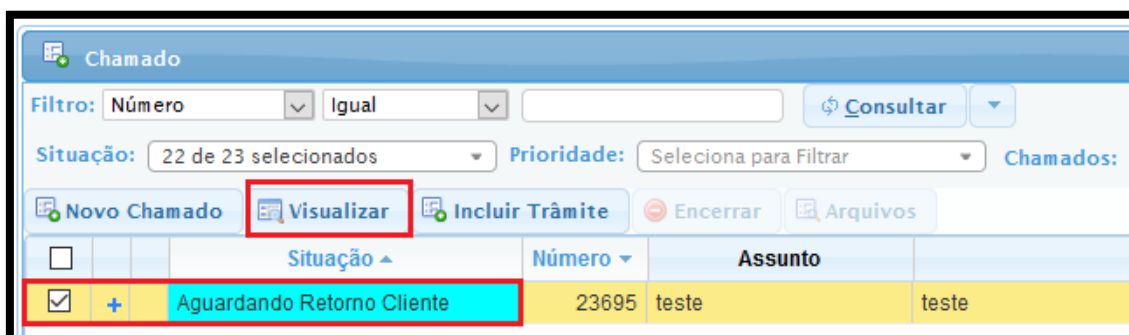 Chamado
Filtro: Número Igual Consultar
Situação: 22 de 23 selecionados Prioridade: Seleciona para Filtrar Chamados:
Novo Chamado Visualizar Incluir Trâmite Encerrar Arquivos
Situação Número Assunto
Aguardando Retorno Cliente 23695 teste teste